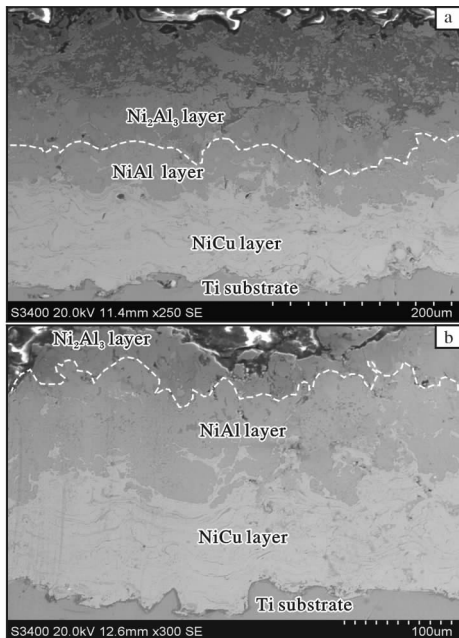 a
Ni₂Al₃ layer
NiAl layer
NiCu layer
Ti substrate
S3400 20.0kV 11.4mm x250 SE 200um
b
Ni₂Al₃ layer
NiAl layer
NiCu layer
Ti substrate
S3400 20.0kV 12.6mm x300 SE 100um